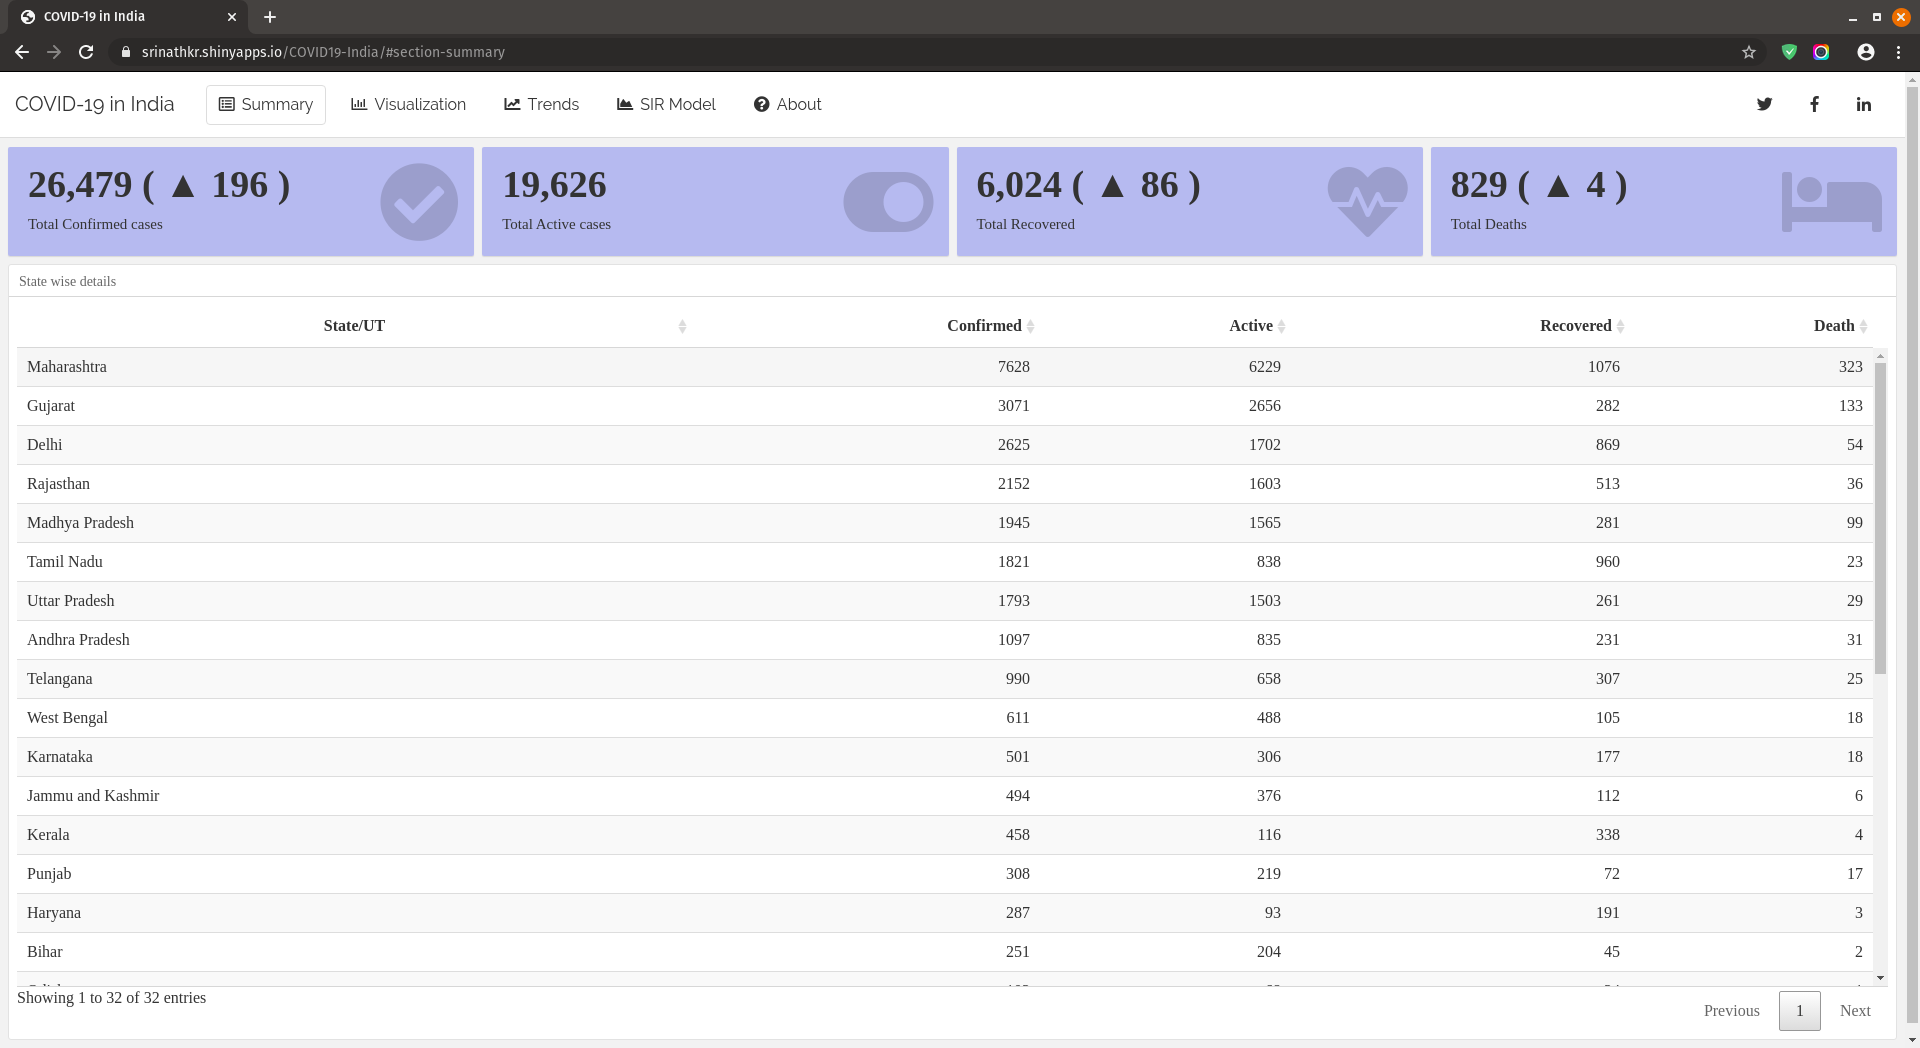 COVID-19 in India
srinathkr.shinyapps.io/COVID19-India/#section-summary
COVID-19 in India Summary Visualization Trends SIR Model About
26,479 ( ▲ 196 )
Total Confirmed cases
19,626
Total Active cases
6,024 ( ▲ 86 )
Total Recovered
829 ( ▲ 4 )
Total Deaths
State wise details
State/UT Confirmed Active Recovered Death
Maharashtra 7628 6229 1076 323
Gujarat 3071 2656 282 133
Delhi 2625 1702 869 54
Rajasthan 2152 1603 513 36
Madhya Pradesh 1945 1565 281 99
Tamil Nadu 1821 838 960 23
Uttar Pradesh 1793 1503 261 29
Andhra Pradesh 1097 835 231 31
Telangana 990 658 307 25
West Bengal 611 488 105 18
Karnataka 501 306 177 18
Jammu and Kashmir 494 376 112 6
Kerala 458 116 338 4
Punjab 308 219 72 17
Haryana 287 93 191 3
Bihar 251 204 45 2
Showing 1 to 32 of 32 entries
Previous 1 Next